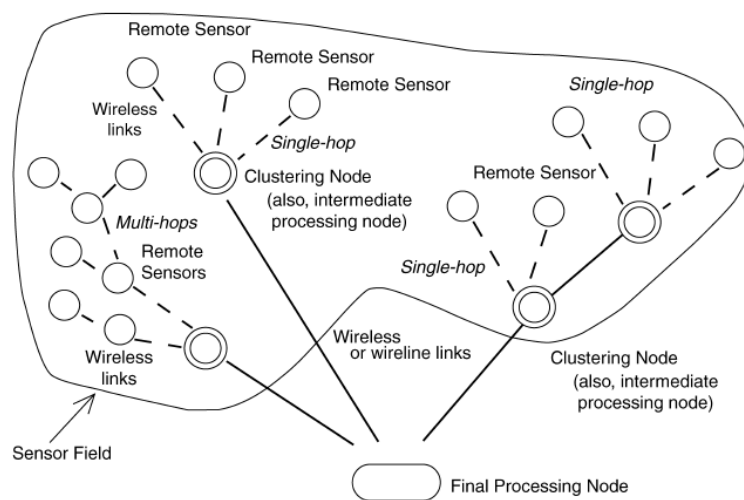 Remote Sensor
Remote Sensor
Remote Sensor
Wireless
links
Single-hop
Single-hop
Clustering Node
(also, intermediate
processing node)
Remote Sensor
Multi-hops
Remote
Sensors
Single-hop
Wireless
or wireline links
Wireless
links
Clustering Node
(also, intermediate
processing node)
Sensor Field
Final Processing Node